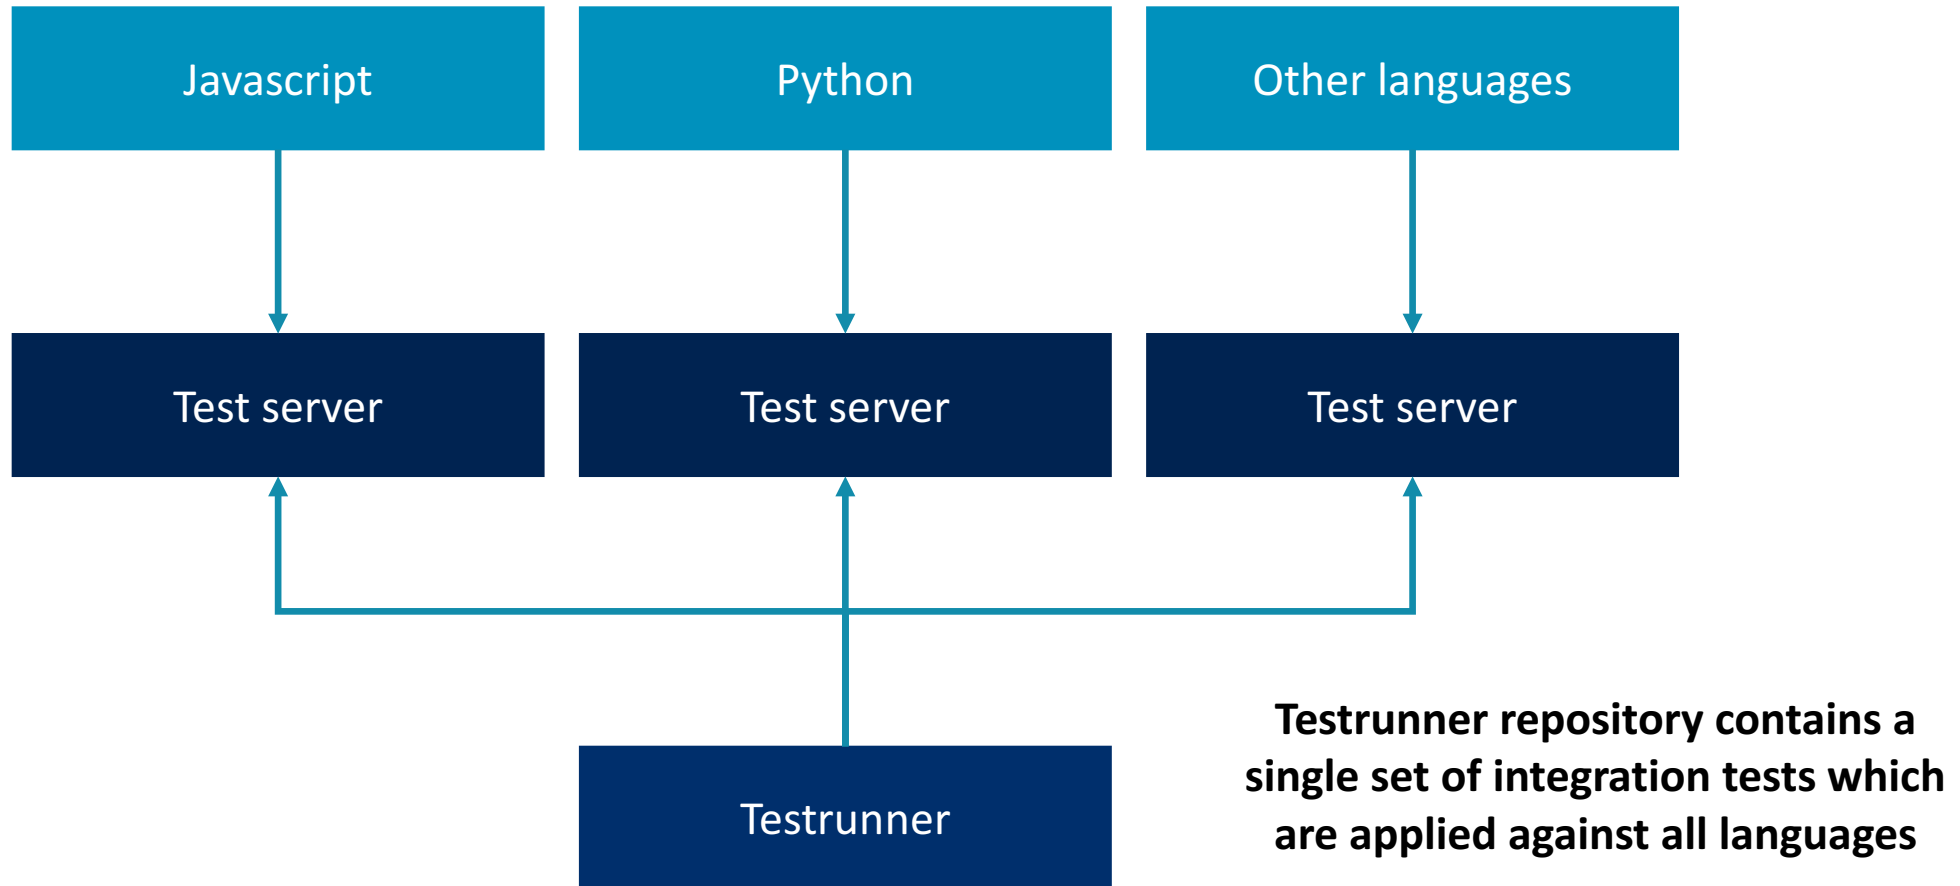 Javascript
Python
Other languages
Test server
Test server
Test server
Testrunner
Testrunner repository contains a
single set of integration tests which
are applied against all languages